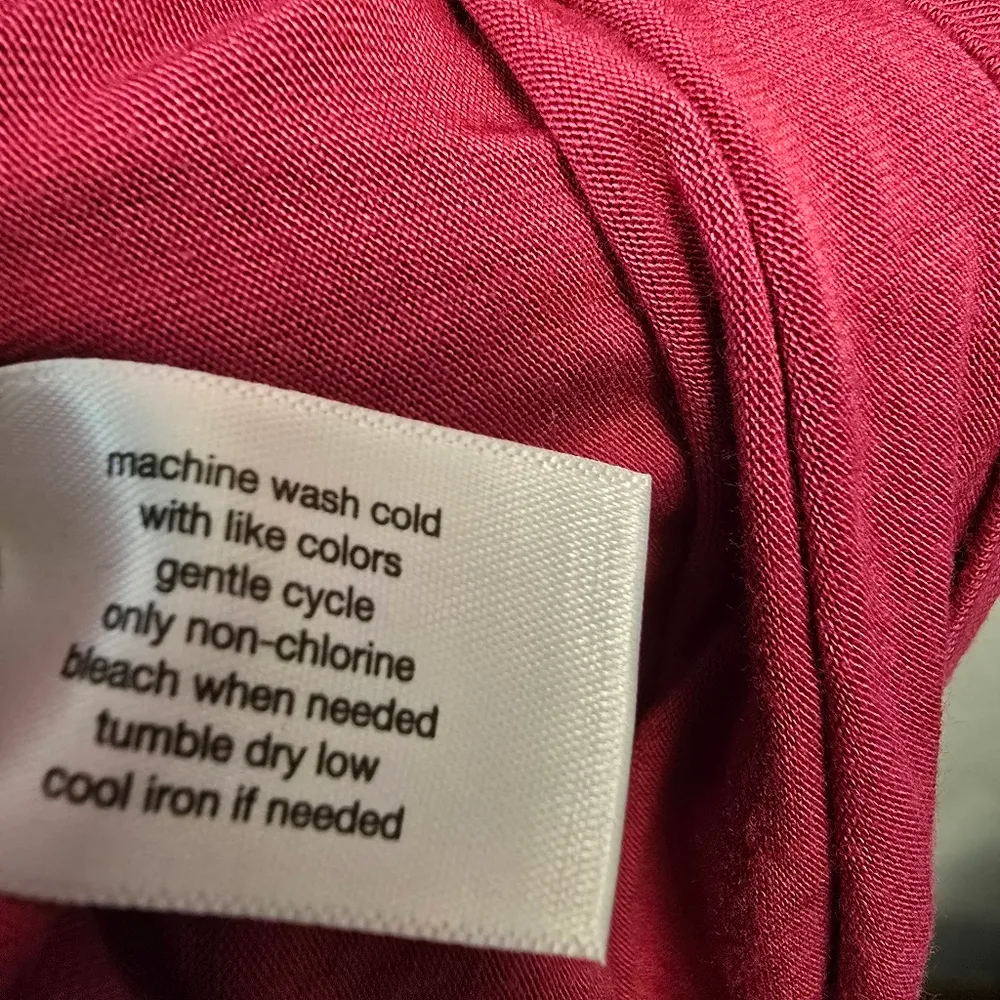 machine wash cold
with like colors
gentle cycle
only non-chlorine
bleach when needed
tumble dry low
cool iron if needed